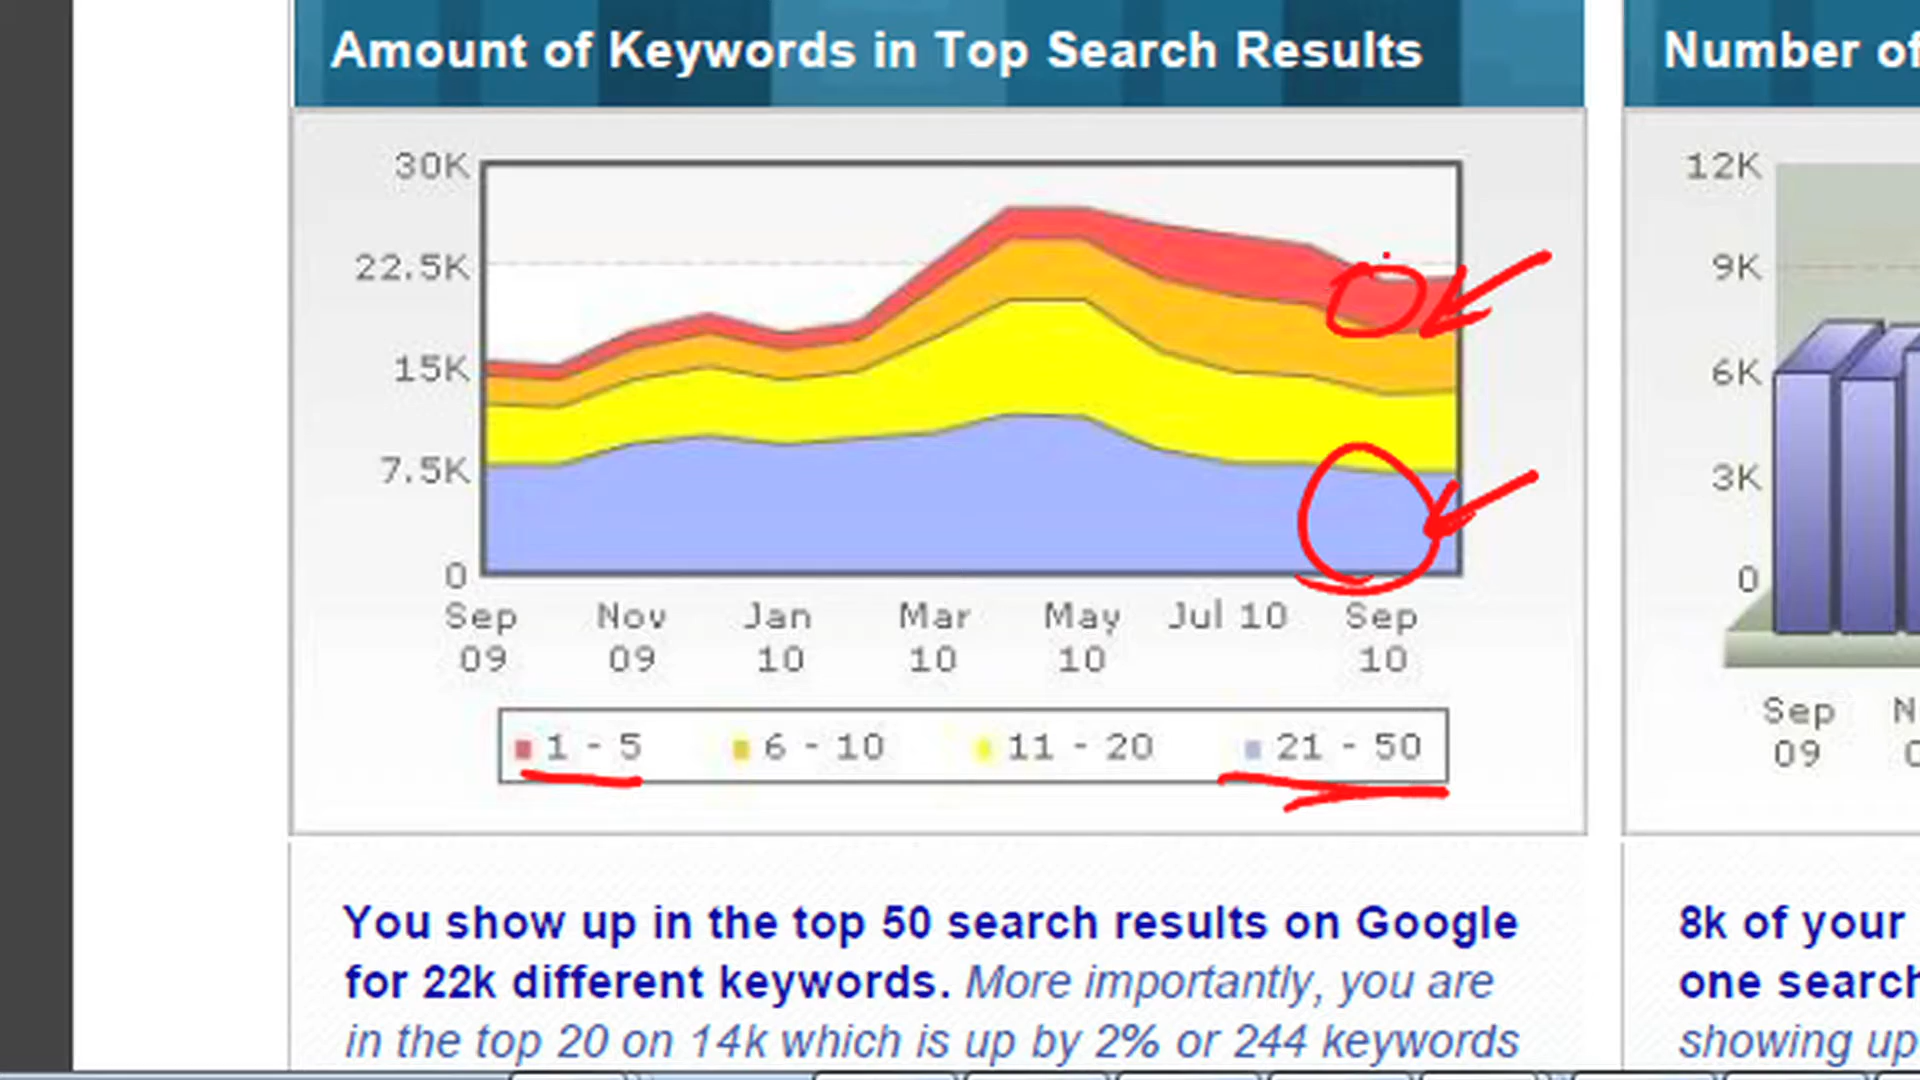 Amount of Keywords in Top Search Results
30K
22.5K
15K
7.5K
0
Sep 09
Nov 09
Jan 10
Mar 10
May 10
Jul 10
Sep 10
1 - 5
6 - 10
11 - 20
21 - 50
You show up in the top 50 search results on Google
for 22k different keywords. More importantly, you are
in the top 20 on 14k which is up by 2% or 244 keywords
Number of
12K
9K
6K
3K
0
Sep 09
8k of your
one search
showing up